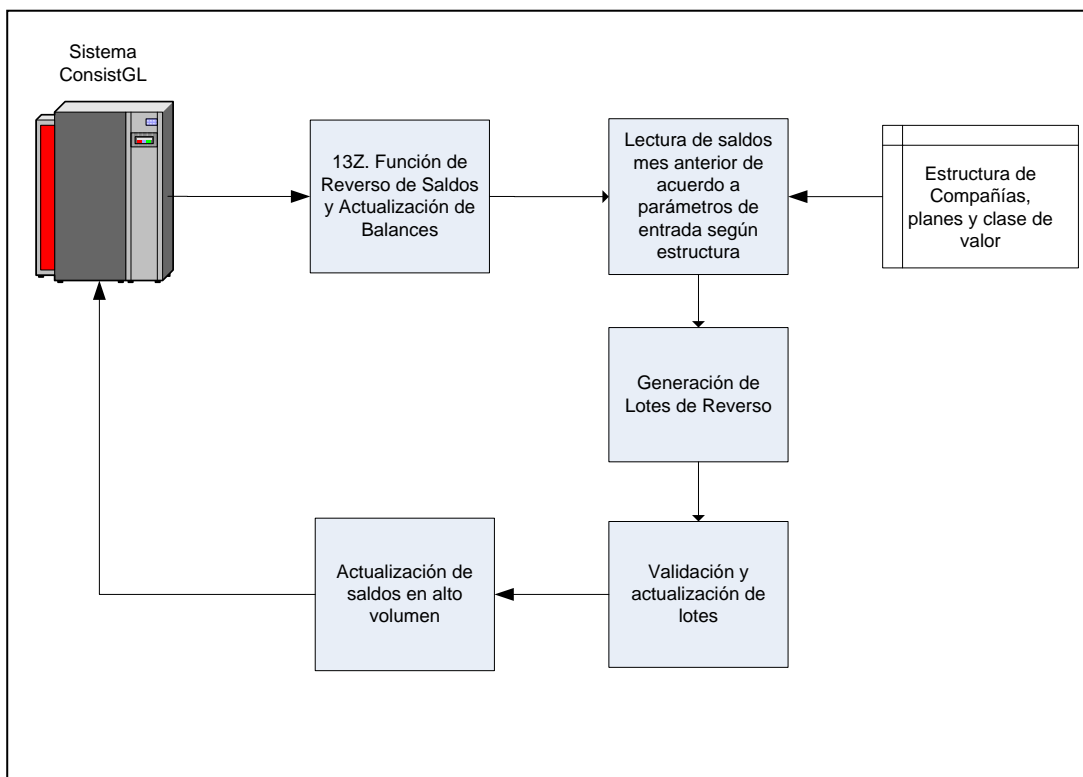 Sistema
ConsistGL
13Z. Función de
Reverso de Saldos
y Actualización de
Balances
Lectura de saldos
mes anterior de
acuerdo a
parámetros de
entrada según
estructura
Estructura de
Compañías,
planes y clase de
valor
Generación de
Lotes de Reverso
Validación y
actualización de
lotes
Actualización de
saldos en alto
volumen